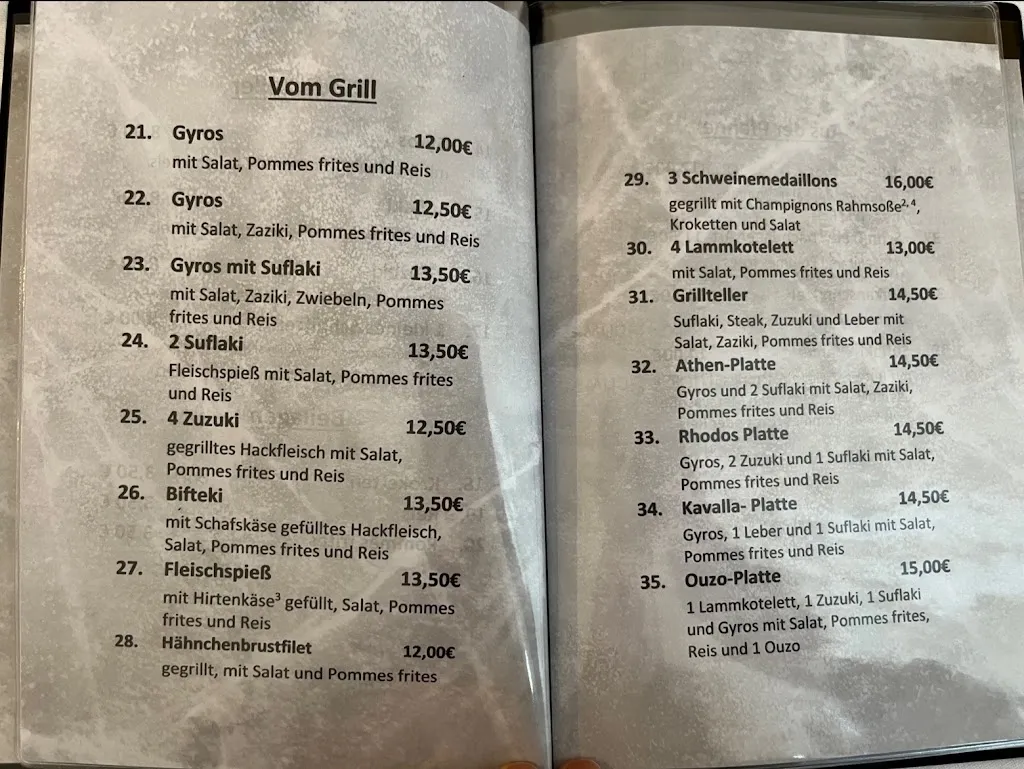 Vom Grill
21. Gyros 12,00€
mit Salat, Pommes frites und Reis
22. Gyros 12,50€
mit Salat, Zaziki, Pommes frites und Reis
23. Gyros mit Suflaki 13,50€
mit Salat, Zaziki, Zwiebeln, Pommes
frites und Reis
24. 2 Suflaki 13,50€
Fleischspieß mit Salat, Pommes frites
und Reis
25. 4 Zuzuki 12,50€
gegrilltes Hackfleisch mit Salat,
Pommes frites und Reis
26. Bifteki 13,50€
mit Schafskäse gefülltes Hackfleisch,
Salat, Pommes frites und Reis
27. Fleischspieß 13,50€
mit Hirtenkäse³ gefüllt, Salat, Pommes
frites und Reis
28. Hähnchenbrustfilet 12,00€
gegrillt, mit Salat und Pommes frites
29. 3 Schweinemedaillons 16,00€
gegrillt mit Champignons Rahmsoße²,⁴,
Kroketten und Salat
30. 4 Lammkotelett 13,00€
mit Salat, Pommes frites und Reis
31. Grillteller 14,50€
Suflaki, Steak, Zuzuki und Leber mit
Salat, Zaziki, Pommes frites und Reis
32. Athen-Platte 14,50€
Gyros und 2 Suflaki mit Salat, Zaziki,
Pommes frites und Reis
33. Rhodos Platte 14,50€
Gyros, 2 Zuzuki und 1 Suflaki mit Salat,
Pommes frites und Reis
34. Kavalla- Platte 14,50€
Gyros, 1 Leber und 1 Suflaki mit Salat,
Pommes frites und Reis
35. Ouzo-Platte 15,00€
1 Lammkotelett, 1 Zuzuki, 1 Suflaki
und Gyros mit Salat, Pommes frites,
Reis und 1 Ouzo